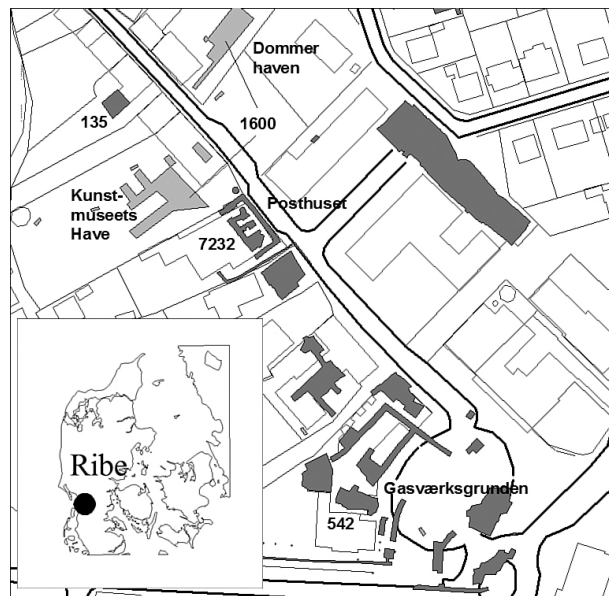 Dommer
haven
135
1600
Kunst-
museets
Have
Posthuset
7232
Ribe
Gasværksgrunden
542